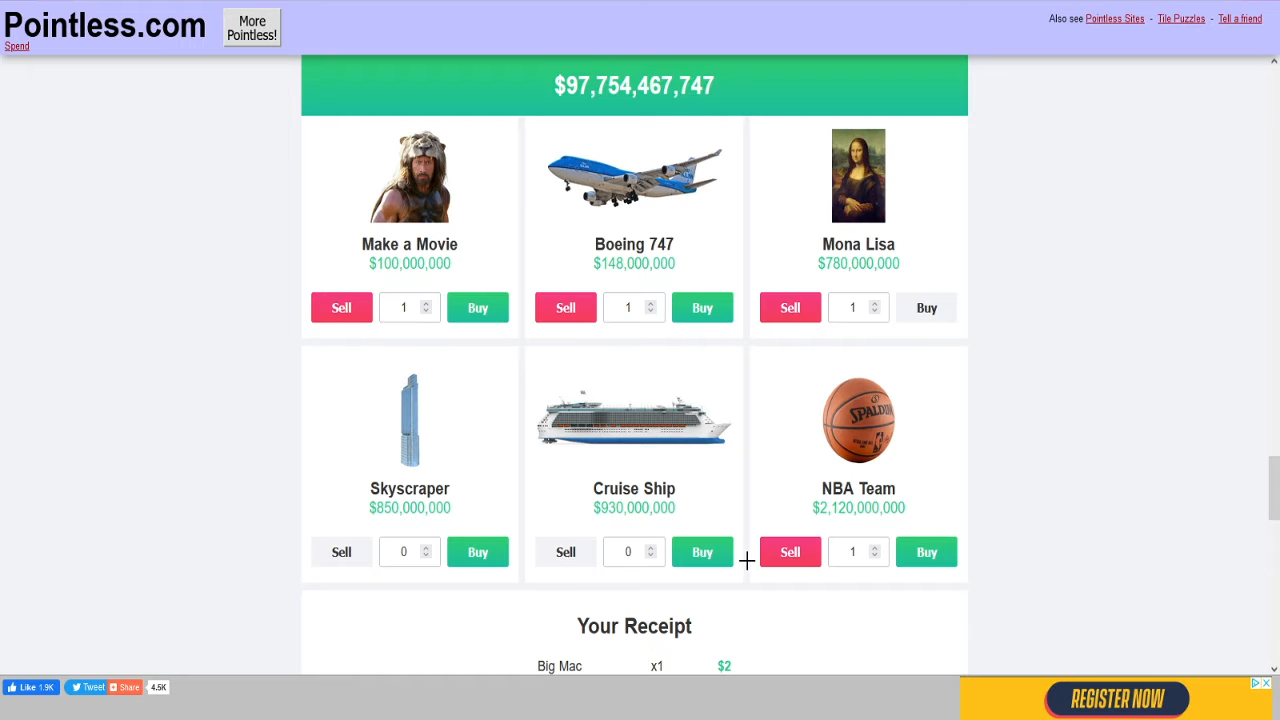 Pointless.com
More
Pointless!
Spend
Also see Pointless Sites - Tile Puzzles - Tell a friend
$97,754,467,747
Make a Movie
$100,000,000
Sell 1 Buy
Boeing 747
$148,000,000
Sell 1 Buy
Mona Lisa
$780,000,000
Sell 1 Buy
Skyscraper
$850,000,000
Sell 0 Buy
Cruise Ship
$930,000,000
Sell 0 Buy
SPALDING
NBA Team
$2,120,000,000
Sell 1 Buy
Your Receipt
Big Mac x1 $2
Like 1.9K Tweet Share 4.5K
REGISTER NOW